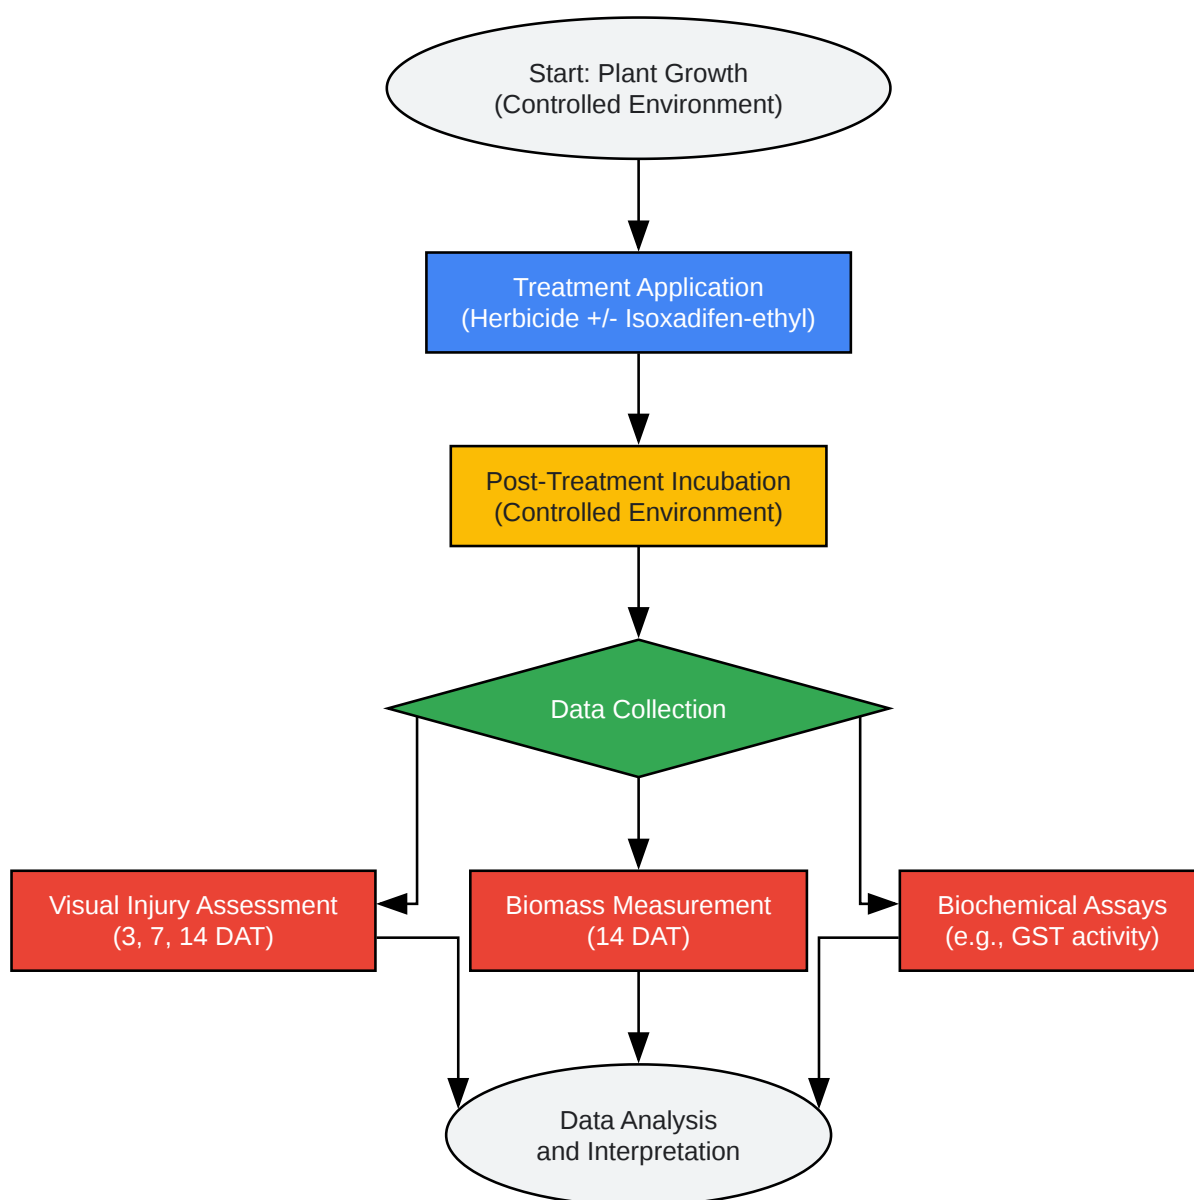 Start: Plant Growth
(Controlled Environment)
Treatment Application
(Herbicide +/- Isoxadifen-ethyl)
Post-Treatment Incubation
(Controlled Environment)
Data Collection
Visual Injury Assessment
(3, 7, 14 DAT)
Biomass Measurement
(14 DAT)
Biochemical Assays
(e.g., GST activity)
Data Analysis
and Interpretation